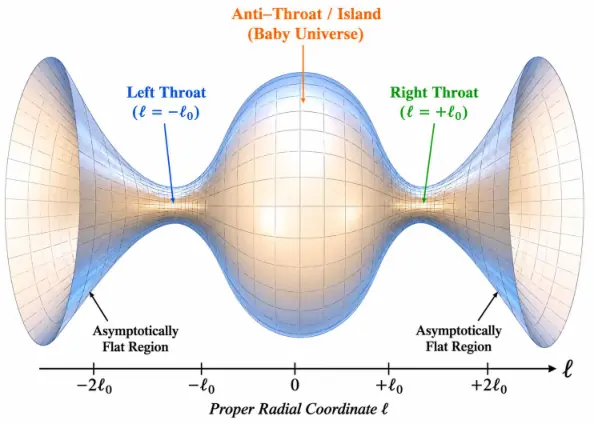 Anti–Throat / Island
(Baby Universe)
Left Throat
(ℓ = −ℓ₀)
Right Throat
(ℓ = +ℓ₀)
Asymptotically
Flat Region
Asymptotically
Flat Region
ℓ
−2ℓ₀ −ℓ₀ 0 +ℓ₀ +2ℓ₀
Proper Radial Coordinate ℓ